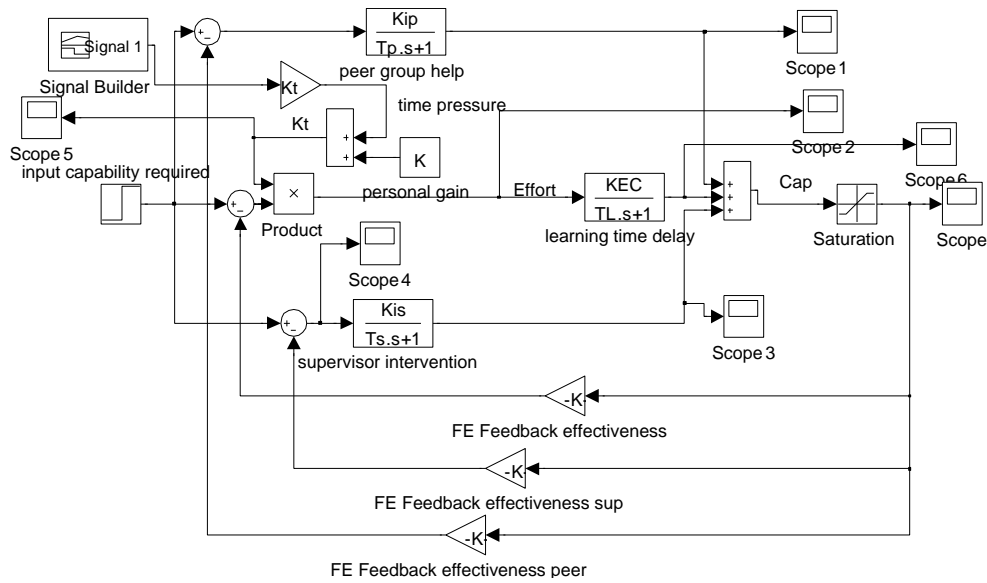 Kip
Tp.s+1
peer group help
Scope 1
Signal 1
Signal Builder
Kt
time pressure
Scope 5
Kt
+
+
K
personal gain
Scope 2
Scope 6
input capability required
+
−
×
Product
Effort
KEC
TL.s+1
learning time delay
+
+
+
Cap
Saturation
Scope
Scope 4
+
−
Kis
Ts.s+1
supervisor intervention
Scope 3
-K-
FE Feedback effectiveness
-K-
FE Feedback effectiveness sup
-K-
FE Feedback effectiveness peer
+
−